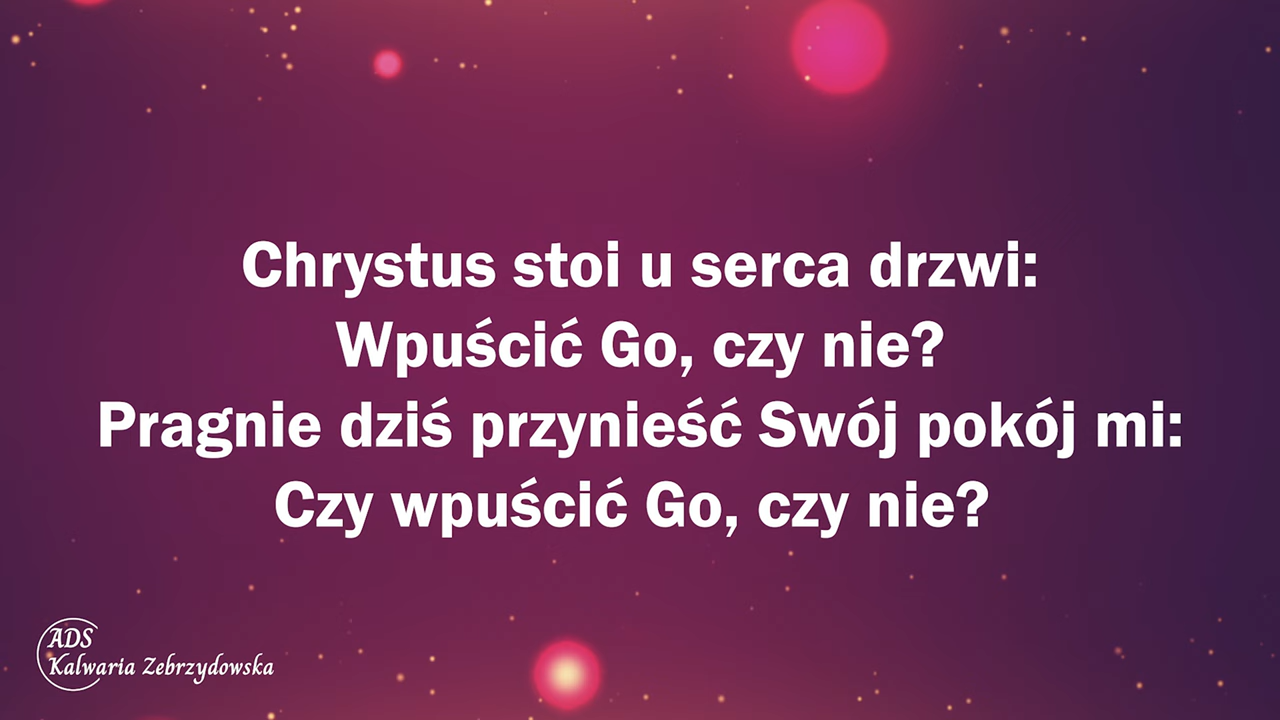 Chrystus stoi u serca drzwi:
Wpuścić Go, czy nie?
Pragnie dziś przynieść Swój pokój mi:
Czy wpuścić Go, czy nie?
ADS
Kalwaria Zebrzydowska